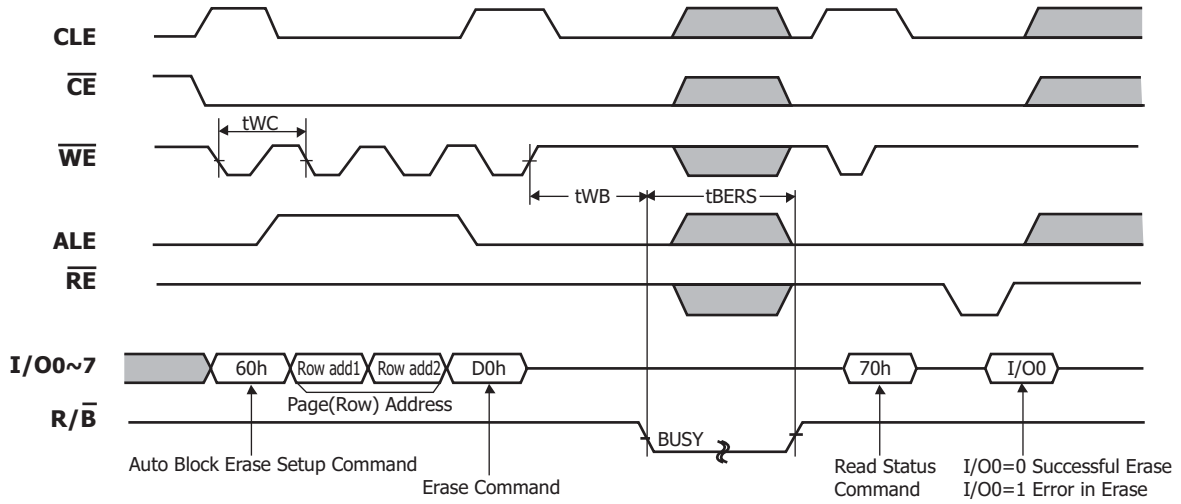 CLE
CE
tWC
WE
tWB
tBERS
ALE
RE
I/O0~7
60h
Row add1
Row add2
D0h
70h
I/O0
Page(Row) Address
R/B
BUSY
Auto Block Erase Setup Command
Erase Command
Read Status
Command
I/O0=0 Successful Erase
I/O0=1 Error in Erase